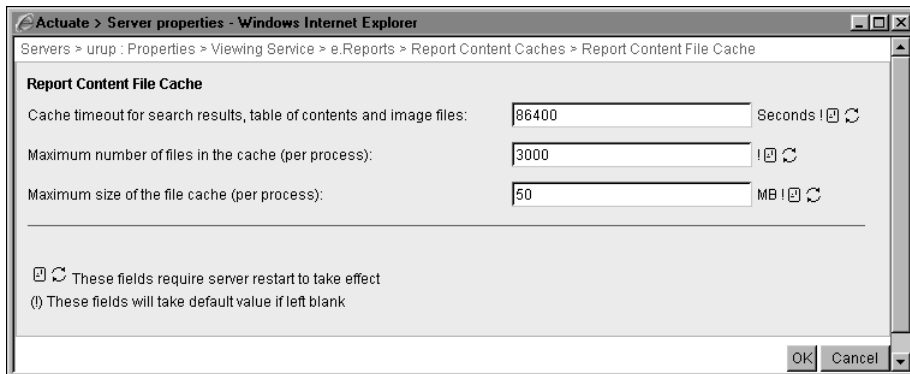 Actuate > Server properties - Windows Internet Explorer
Servers > urup : Properties > Viewing Service > e.Reports > Report Content Caches > Report Content File Cache
Report Content File Cache
Cache timeout for search results, table of contents and image files: 86400 Seconds !
Maximum number of files in the cache (per process): 3000 !
Maximum size of the file cache (per process): 50 MB !
These fields require server restart to take effect
(!) These fields will take default value if left blank
OK Cancel